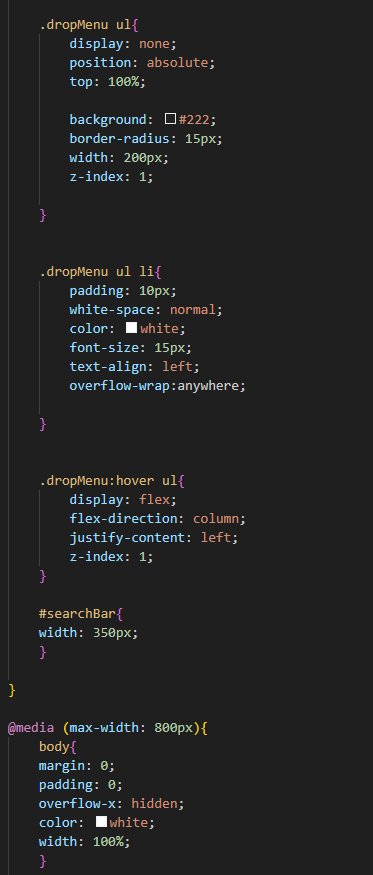 .dropMenu ul{
display: none;
position: absolute;
top: 100%;
background: #222;
border-radius: 15px;
width: 200px;
z-index: 1;
}
.dropMenu ul li{
padding: 10px;
white-space: normal;
color: white;
font-size: 15px;
text-align: left;
overflow-wrap:anywhere;
}
.dropMenu:hover ul{
display: flex;
flex-direction: column;
justify-content: left;
z-index: 1;
}
#searchBar{
width: 350px;
}
}
@media (max-width: 800px){
body{
margin: 0;
padding: 0;
overflow-x: hidden;
color: white;
width: 100%;
}